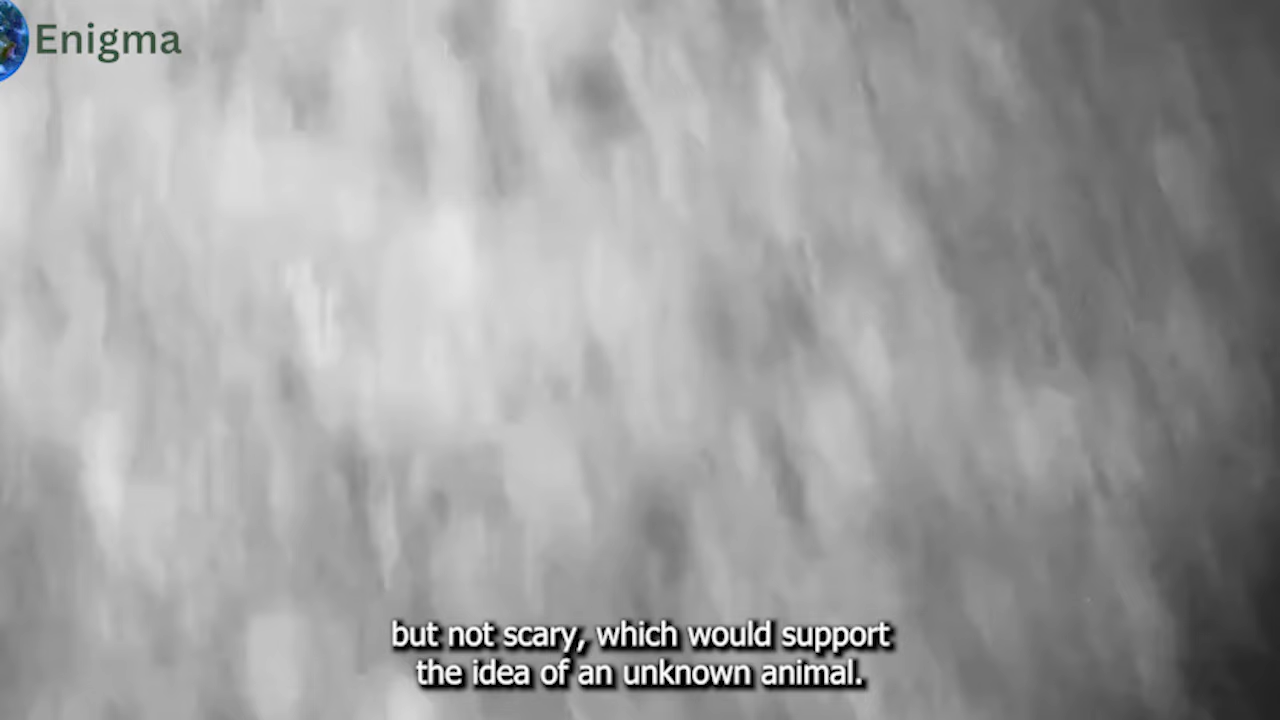 Enigma
but not scary, which would support
the idea of an unknown animal.